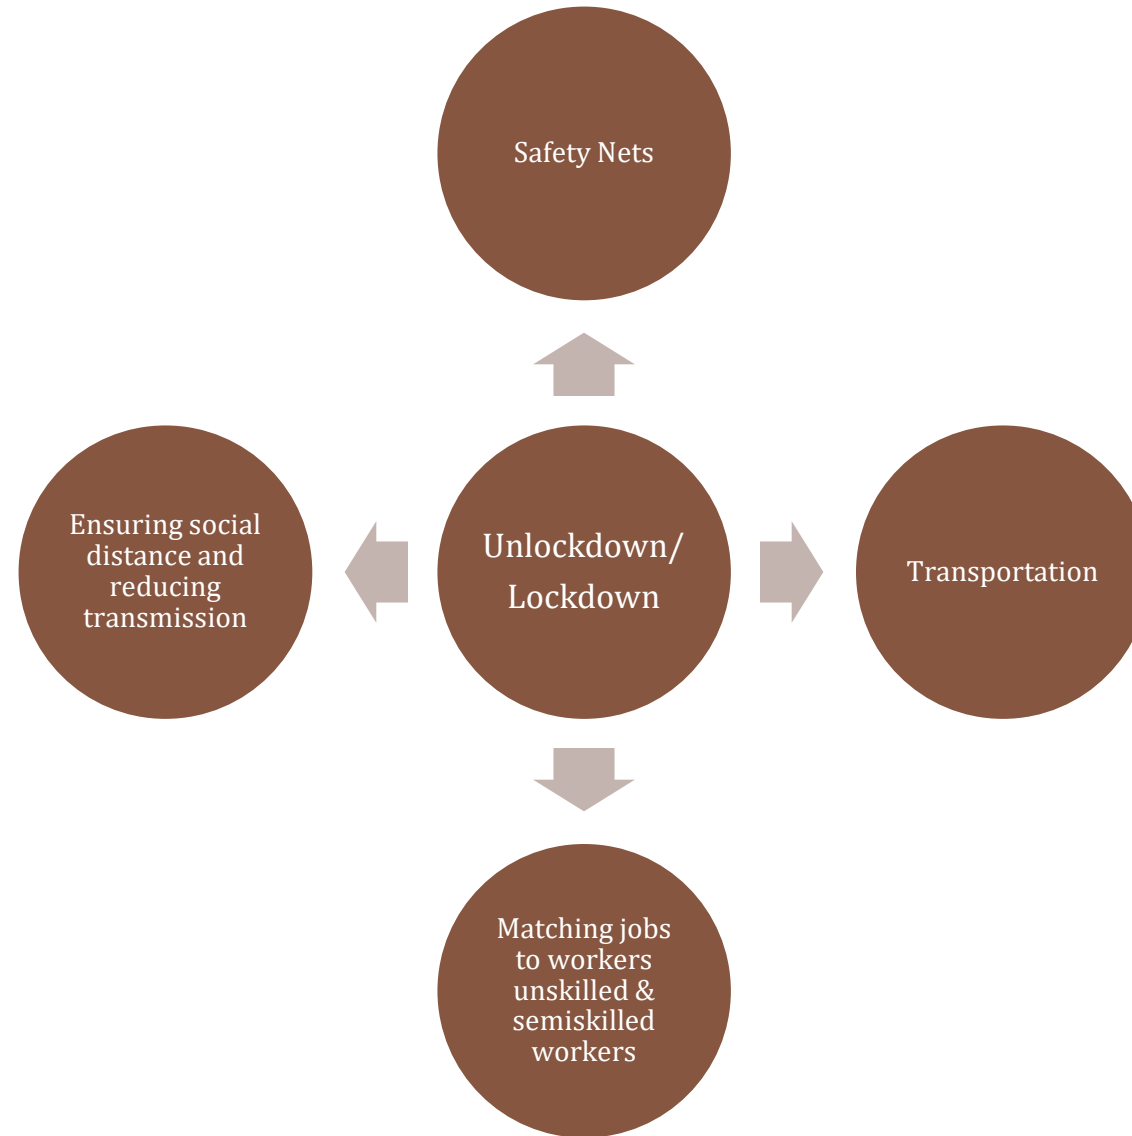 Safety Nets
Ensuring social
distance and
reducing
transmission
Unlockdown/
Lockdown
Transportation
Matching jobs
to workers
unskilled &
semiskilled
workers